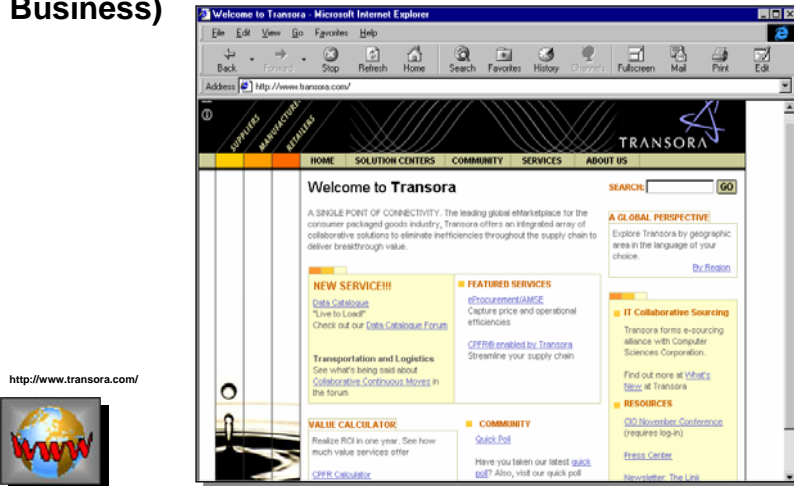 Business)
Welcome to Transora - Microsoft Internet Explorer
File Edit View Go Favorites Help
Back Forward Stop Refresh Home Search Favorites History Channels Fullscreen Mail Print Edit
Address http://www.transora.com/
SUPPLIERS
MANUFACTURERS
RETAILERS
TRANSORA
HOME SOLUTION CENTERS COMMUNITY SERVICES ABOUT US
Welcome to Transora
A SINGLE POINT OF CONNECTIVITY. The leading global eMarketplace for the
consumer packaged goods industry, Transora offers an integrated array of
collaborative solutions to eliminate inefficiencies throughout the supply chain to
deliver breakthrough value.
SEARCH: GO
A GLOBAL PERSPECTIVE
Explore Transora by geographic
area in the language of your
choice.
By Region
NEW SERVICE!!!
Data Catalogue
"Live to Load!"
Check out our Data Catalogue Forum
Transportation and Logistics
See what's being said about
Collaborative Continuous Moves in
the forum
FEATURED SERVICES
eProcurement/AMSE
Capture price and operational
efficiencies
CPFR® enabled by Transora
Streamline your supply chain
IT Collaborative Sourcing
Transora forms e-sourcing
alliance with Computer
Sciences Corporation.
Find out more at What's
New at Transora
RESOURCES
CIO November Conference
(requires log-in)
Press Center
Newsletter: The Link
VALUE CALCULATOR
Realize ROI in one year. See how
much value services offer
CPFR Calculator
COMMUNITY
Quick Poll
Have you taken our latest quick
poll? Also, visit our quick poll
http://www.transora.com/
WWW